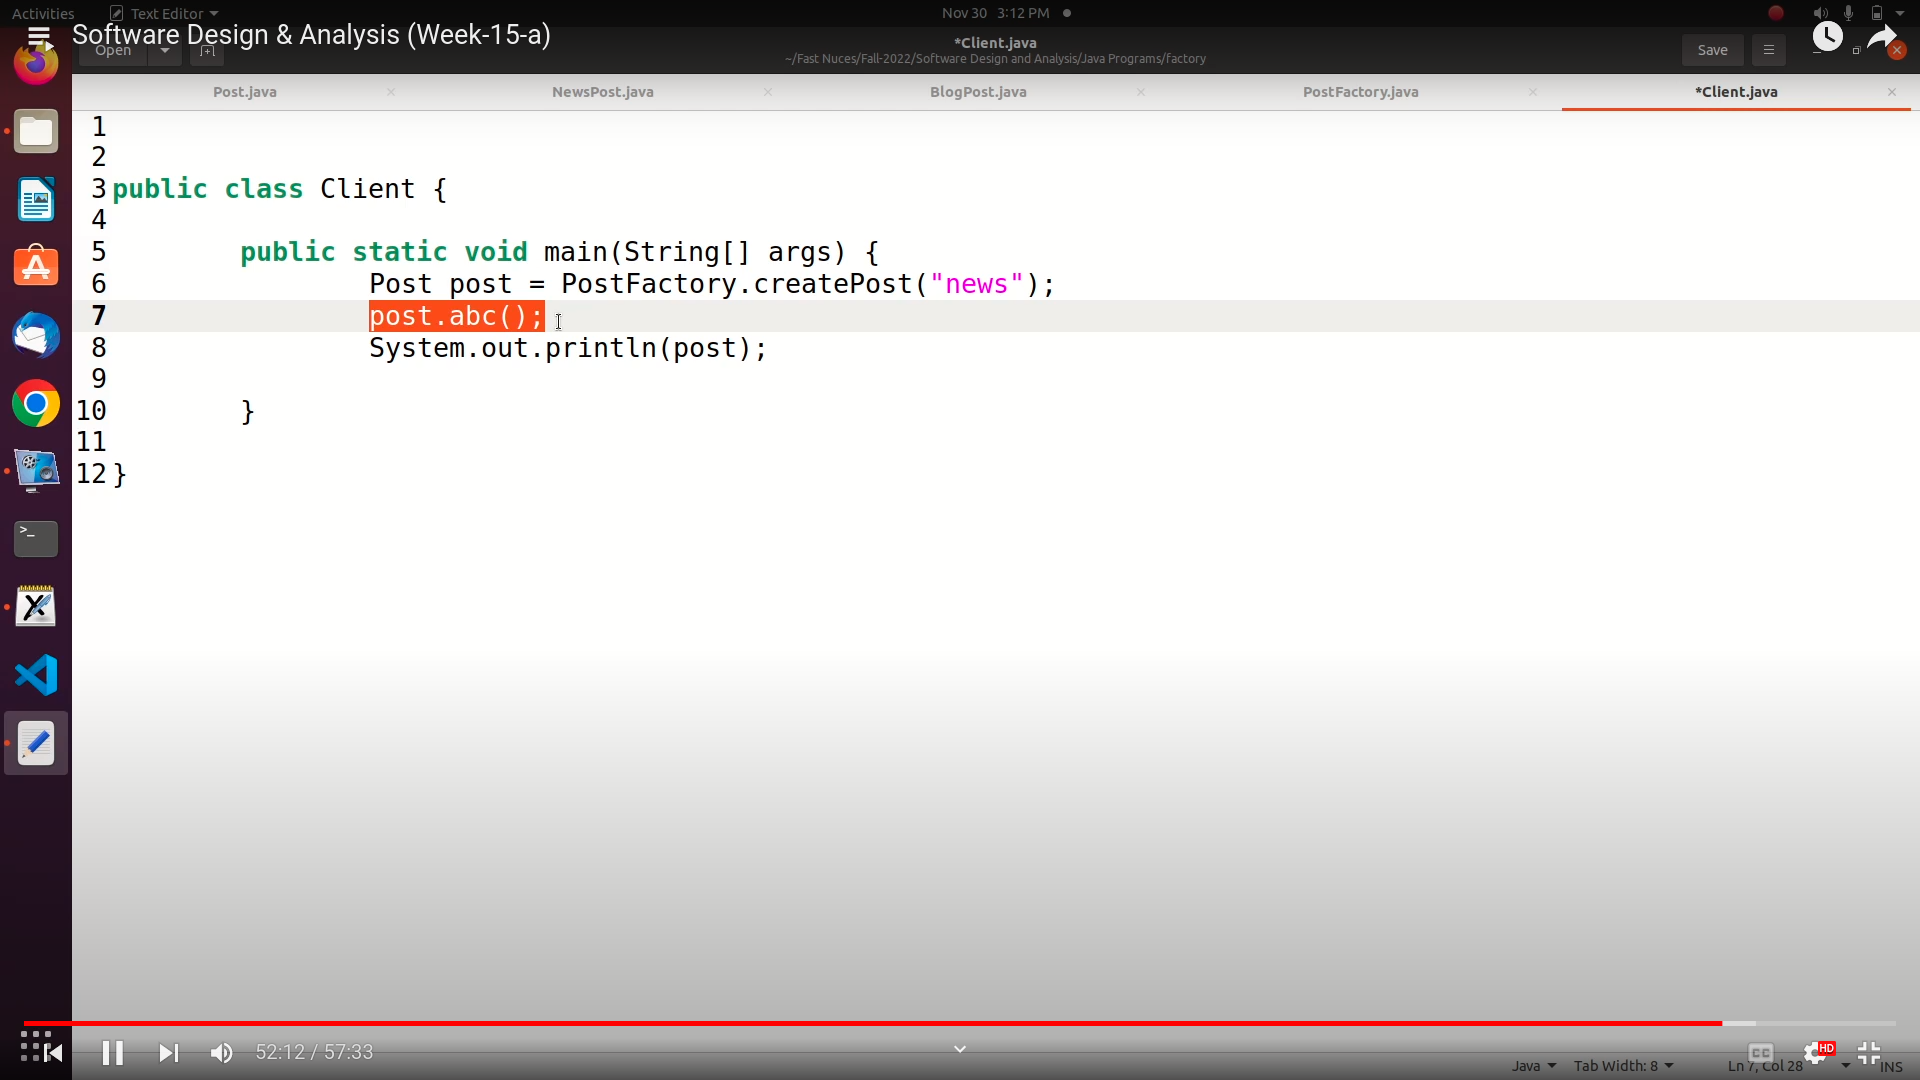 Activities Text Editor Nov 30 3:12 PM
Software Design & Analysis (Week-15-a)
Open *Client.java Save
~/Fast Nuces/Fall-2022/Software Design and Analysis/Java Programs/factory
Post.java NewsPost.java BlogPost.java PostFactory.java *Client.java
1
2
3 public class Client {
4
5 public static void main(String[] args) {
6 Post post = PostFactory.createPost("news");
7 post.abc();
8 System.out.println(post);
9
10 }
11
12 }
52:12 / 57:33 CC HD
Java Tab Width: 8 Ln 7, Col 28 INS